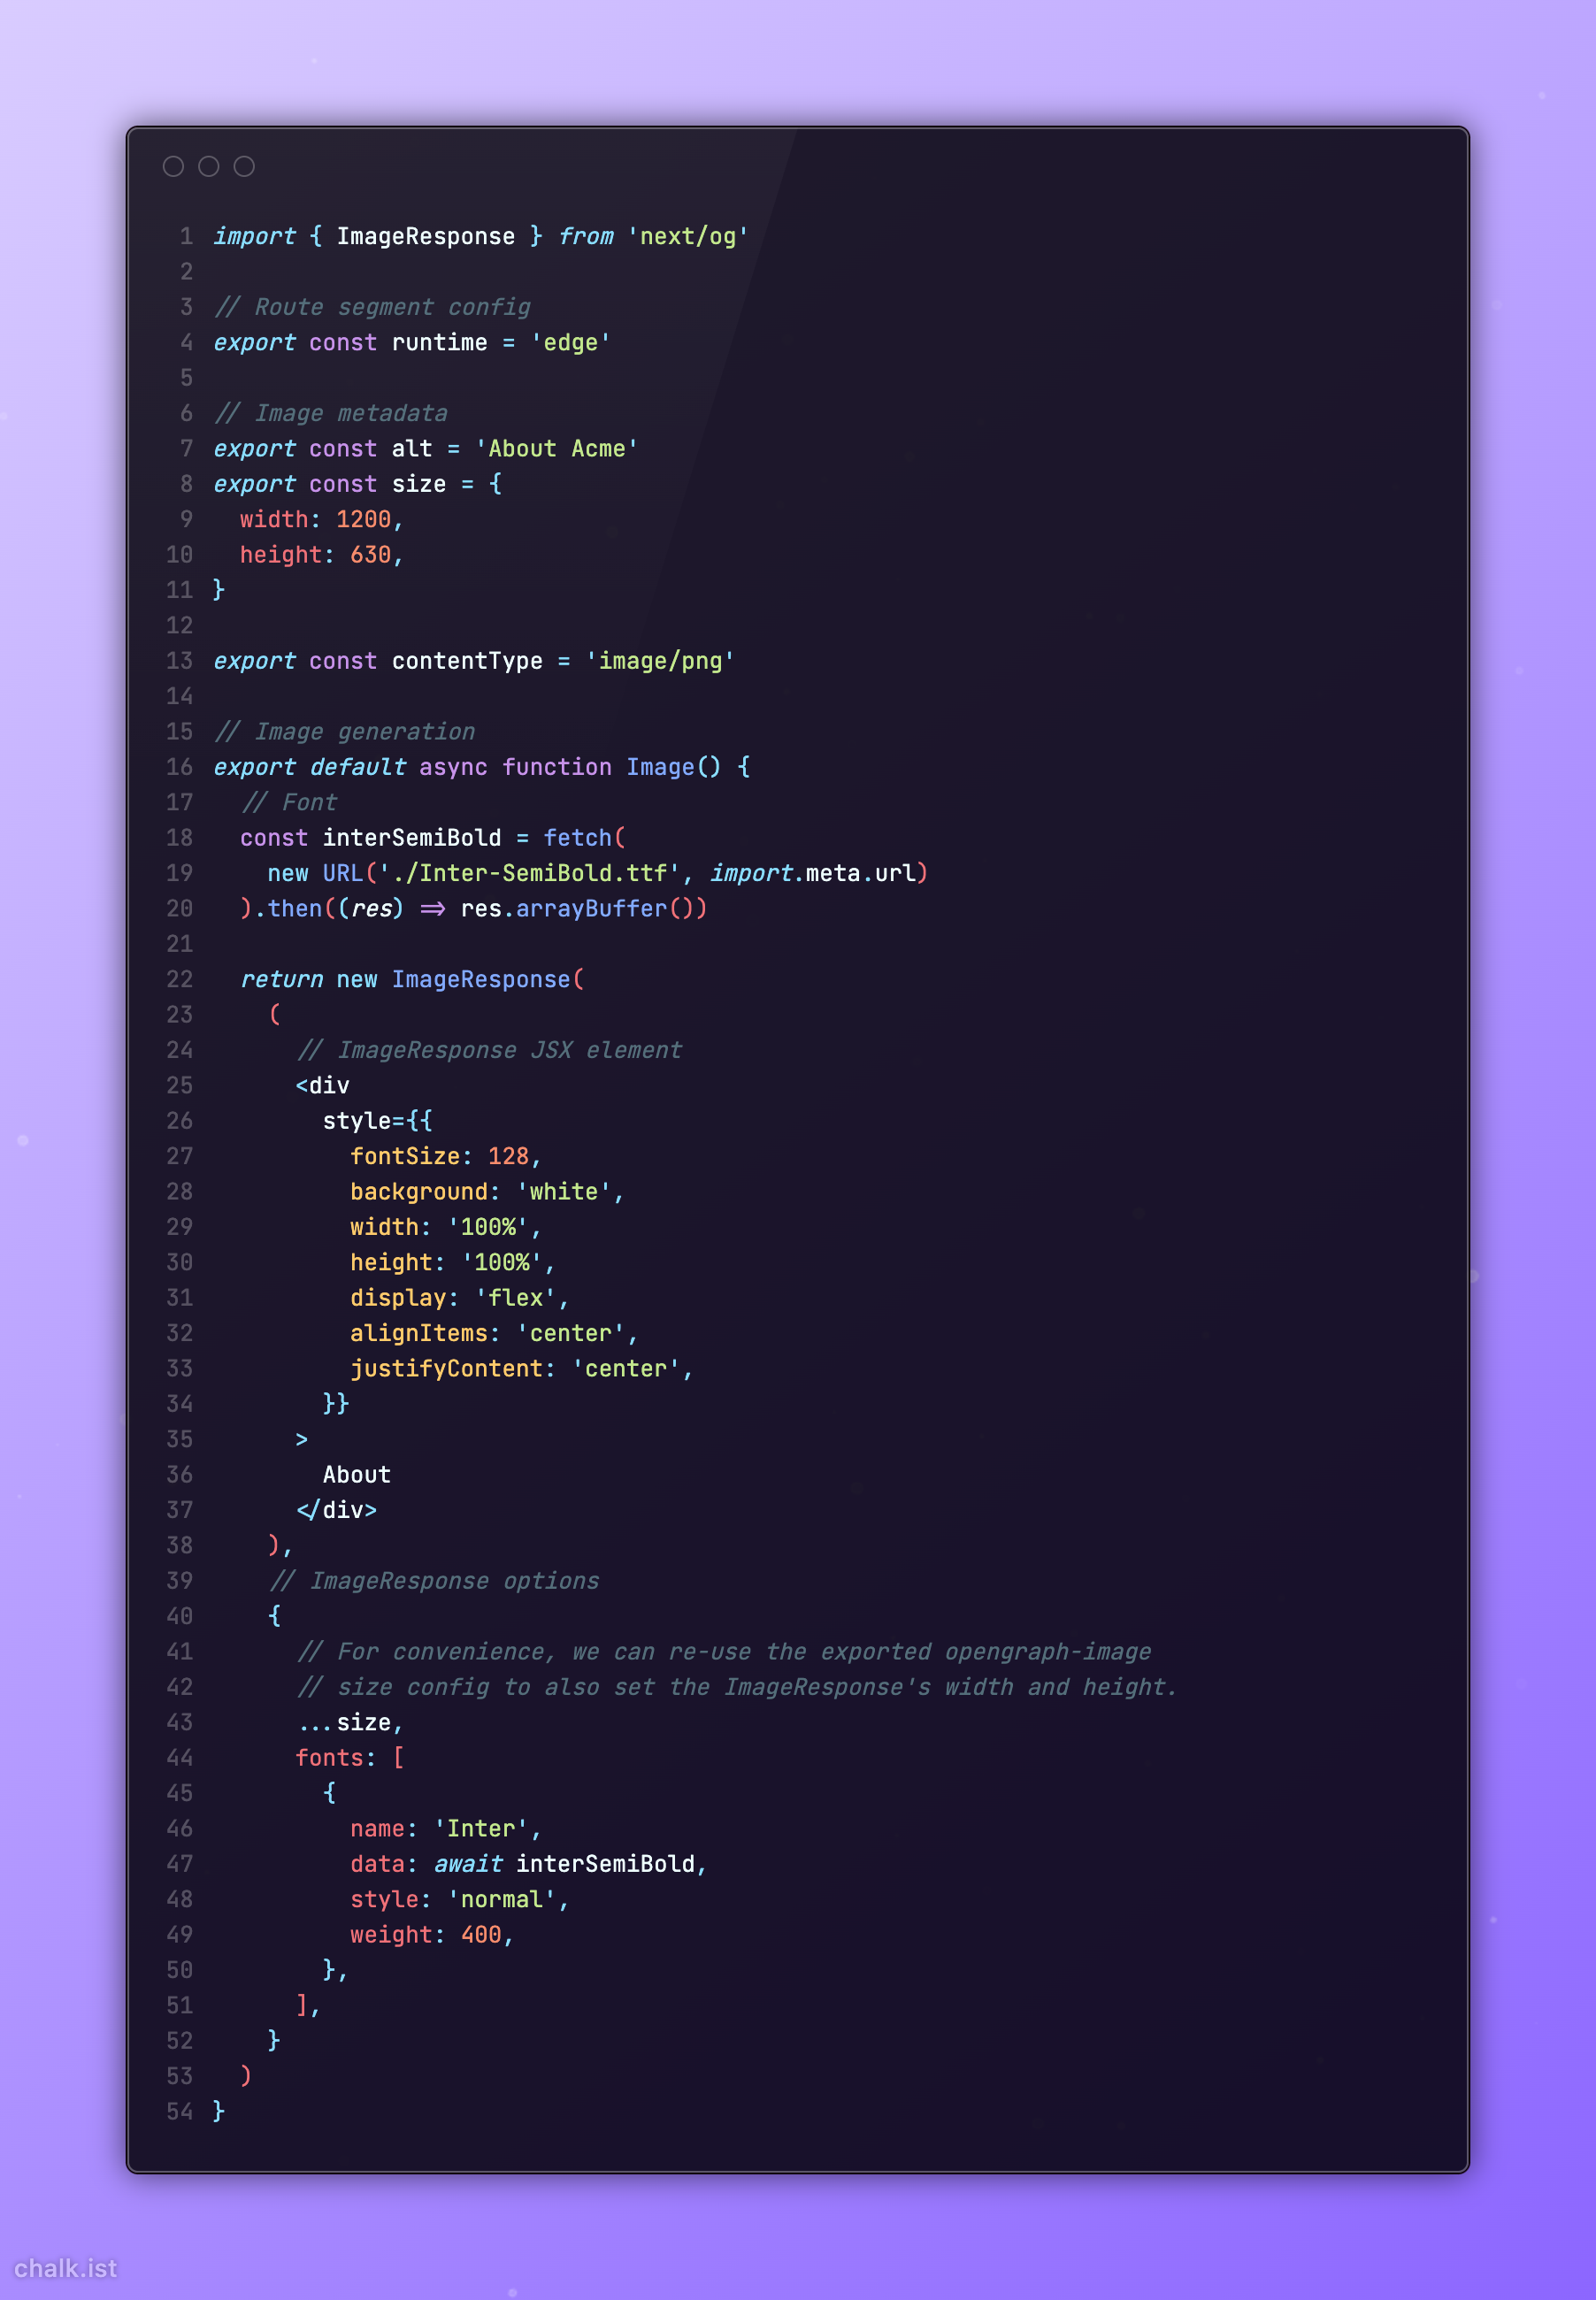 1 import { ImageResponse } from 'next/og'
2
3 // Route segment config
4 export const runtime = 'edge'
5
6 // Image metadata
7 export const alt = 'About Acme'
8 export const size = {
9   width: 1200,
10   height: 630,
11 }
12
13 export const contentType = 'image/png'
14
15 // Image generation
16 export default async function Image() {
17   // Font
18   const interSemiBold = fetch(
19     new URL('./Inter-SemiBold.ttf', import.meta.url)
20   ).then((res) => res.arrayBuffer())
21
22   return new ImageResponse(
23     (
24       // ImageResponse JSX element
25       <div
26         style={{
27           fontSize: 128,
28           background: 'white',
29           width: '100%',
30           height: '100%',
31           display: 'flex',
32           alignItems: 'center',
33           justifyContent: 'center',
34         }}
35       >
36         About
37       </div>
38     ),
39     // ImageResponse options
40     {
41       // For convenience, we can re-use the exported opengraph-image
42       // size config to also set the ImageResponse's width and height.
43       ...size,
44       fonts: [
45         {
46           name: 'Inter',
47           data: await interSemiBold,
48           style: 'normal',
49           weight: 400,
50         },
51       ],
52     }
53   )
54 }
chalk.ist